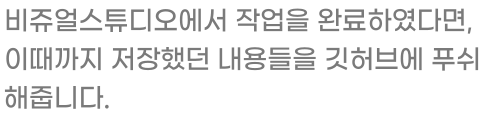 비쥬얼스튜디오에서 작업을 완료하였다면,
이때까지 저장했던 내용들을 깃허브에 푸쉬
해줍니다.